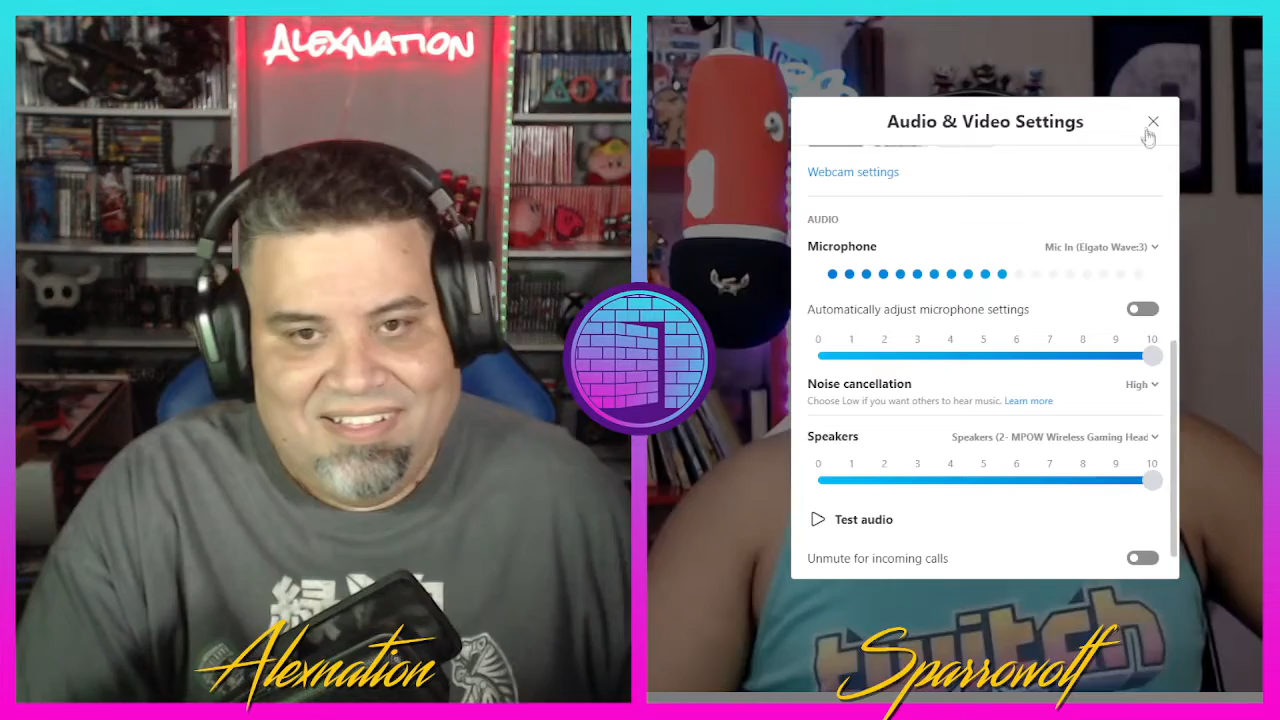 ALEXNATION
Audio & Video Settings
Webcam settings
AUDIO
Microphone
Mic In (Elgato Wave:3)
Automatically adjust microphone settings
0 1 2 3 4 5 6 7 8 9 10
Noise cancellation
High
Choose Low if you want others to hear music. Learn more
Speakers
Speakers (2- MPOW Wireless Gaming Head
0 1 2 3 4 5 6 7 8 9 10
Test audio
Unmute for incoming calls
twitch
Alexnation
Sparrowolf